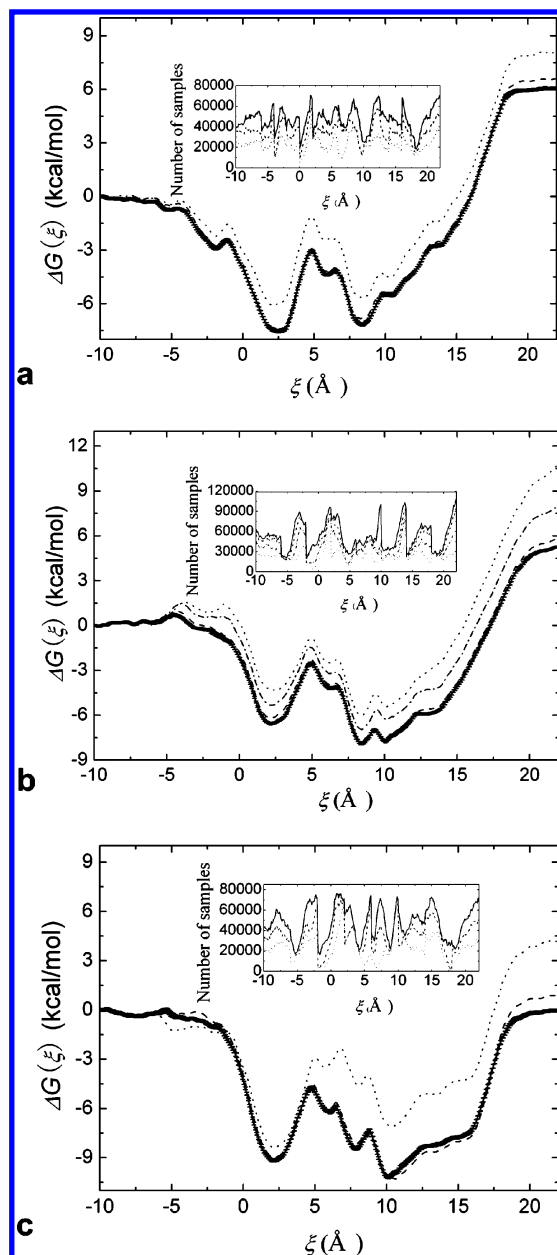 9
6
3
0
-3
-6
ΔG(ξ) (kcal/mol)
-10 -5 0 5 10 15 20
ξ (Å)
Number of samples
80000
60000
40000
20000
0
-10 -5 0 5 10 15 20
ξ (Å)
a
12
9
6
3
0
-3
-6
-9
ΔG(ξ) (kcal/mol)
-10 -5 0 5 10 15 20
ξ (Å)
Number of samples
120000
90000
60000
30000
0
-10 -5 0 5 10 15 20
ξ (Å)
b
9
6
3
0
-3
-6
-9
ΔG(ξ) (kcal/mol)
-10 -5 0 5 10 15 20
ξ (Å)
Number of samples
80000
60000
40000
20000
0
-10 -5 0 5 10 15 20
ξ (Å)
c